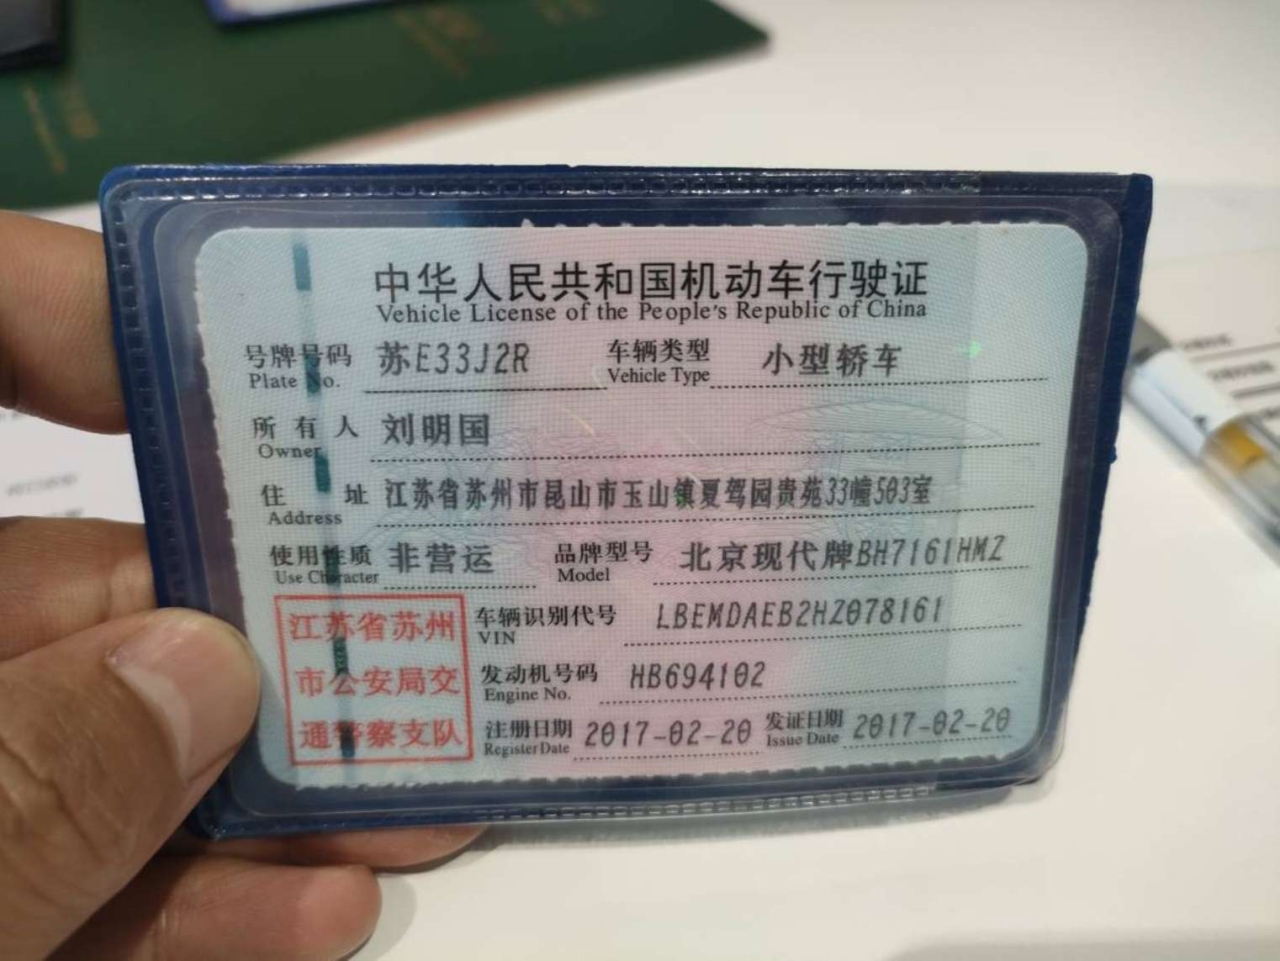 中华人民共和国机动车行驶证
Vehicle License of the People's Republic of China
号牌号码 苏E33J2R 车辆类型 小型轿车
Plate No. Vehicle Type
所有人 刘明国
Owner
住址 江苏省苏州市昆山市玉山镇夏驾园贵苑33幢503室
Address
使用性质 非营运 品牌型号 北京现代牌BH7161HMZ
Use Character Model
江苏省苏州
市公安局交
通警察支队
车辆识别代号 LBEMDAEB2HZ078161
VIN
发动机号码 HB694102
Engine No.
注册日期 2017-02-20 发证日期 2017-02-20
Register Date Issue Date